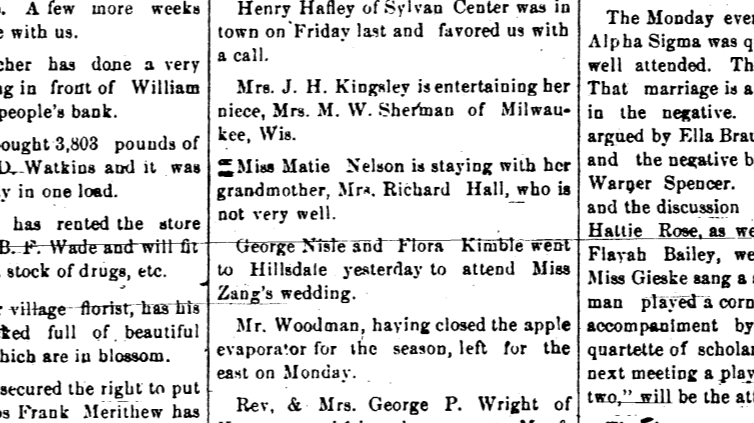 . A few more weeks
e with us.
cher has done a very
ng in front of William
people's bank.
ought 3,803 pounds of
D. Watkins and it was
y in one load.
has rented the store
B. F. Wade and will fit
stock of drugs, etc.
r village florist, has his
ked full of beautiful
hich are in blossom.
secured the right to put
os Frank Merithew has
Henry Hafley of Sylvan Center was in
town on Friday last and favored us with
a call.
Mrs. J. H. Kingsley is entertaining her
niece, Mrs. M. W. Sherman of Milwau-
kee, Wis.
Miss Matie Nelson is staying with her
grandmother, Mrs. Richard Hall, who is
not very well.
George Nisle and Flora Kimble went
to Hillsdale yesterday to attend Miss
Zang's wedding.
Mr. Woodman, having closed the apple
evaporator for the season, left for the
east on Monday.
Rev, & Mrs. George P. Wright of
The Monday eve
Alpha Sigma was q
well attended. Th
That marriage is a
in the negative.
argued by Ella Brau
and the negative b
Warner Spencer.
and the discussion
Hattie Rose, as we
Flavah Bailey, we
Miss Gieske sang a s
man played a corn
accompaniment by
quartette of scholar
next meeting a play
two," will be the att